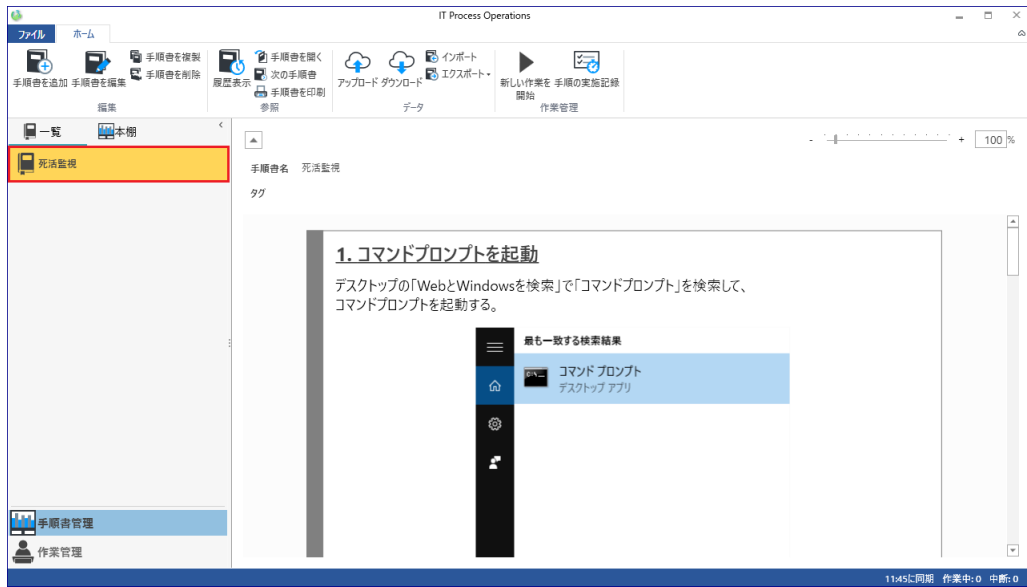 IT Process Operations
ファイル ホーム
手順書を追加 手順書を編集 手順書を複製 手順書を削除
編集
履歴表示 手順書を開く 次の手順書 手順書を印刷
参照
アップロード ダウンロード インポート エクスポート
データ
新しい作業を開始 手順の実施記録
作業管理
一覧 本棚
死活監視
- + 100 %
手順書名 死活監視
タグ
1. コマンドプロンプトを起動
デスクトップの「WebとWindowsを検索」で「コマンドプロンプト」を検索して、
コマンドプロンプトを起動する。
最も一致する検索結果
コマンド プロンプト
デスクトップ アプリ
手順書管理
作業管理
11:45に同期 作業中: 0 中断: 0